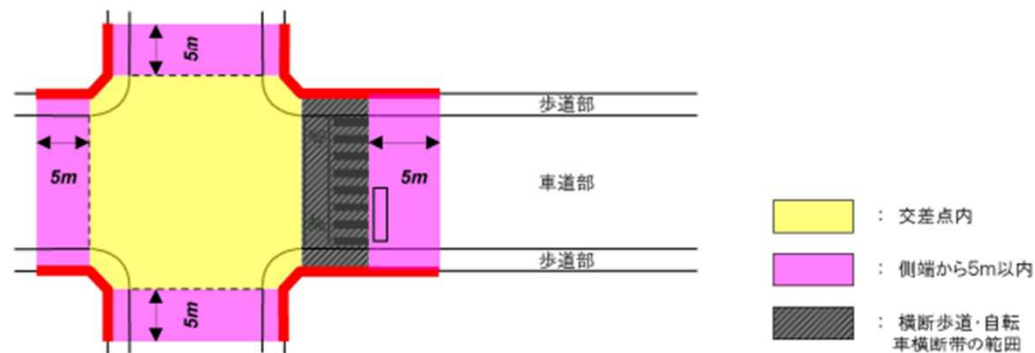 5m
歩道部
5m
5m
車道部
歩道部
5m
： 交差点内
： 側端から5m以内
： 横断歩道・自転
車横断帯の範囲